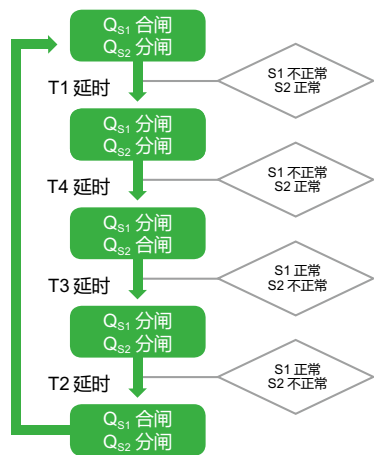 QS1 合闸
QS2 分闸
S1 不正常
S2 正常
T1 延时
QS1 分闸
QS2 分闸
S1 不正常
S2 正常
T4 延时
QS1 分闸
QS2 合闸
S1 正常
S2 不正常
T3 延时
QS1 分闸
QS2 分闸
S1 正常
S2 不正常
T2 延时
QS1 合闸
QS2 分闸